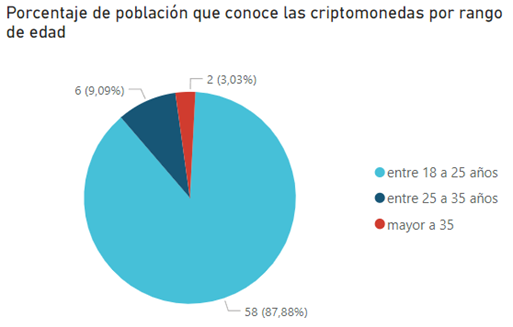 Porcentaje de población que conoce las criptomonedas por rango
de edad
2 (3,03%)
6 (9,09%)
entre 18 a 25 años
entre 25 a 35 años
mayor a 35
58 (87,88%)